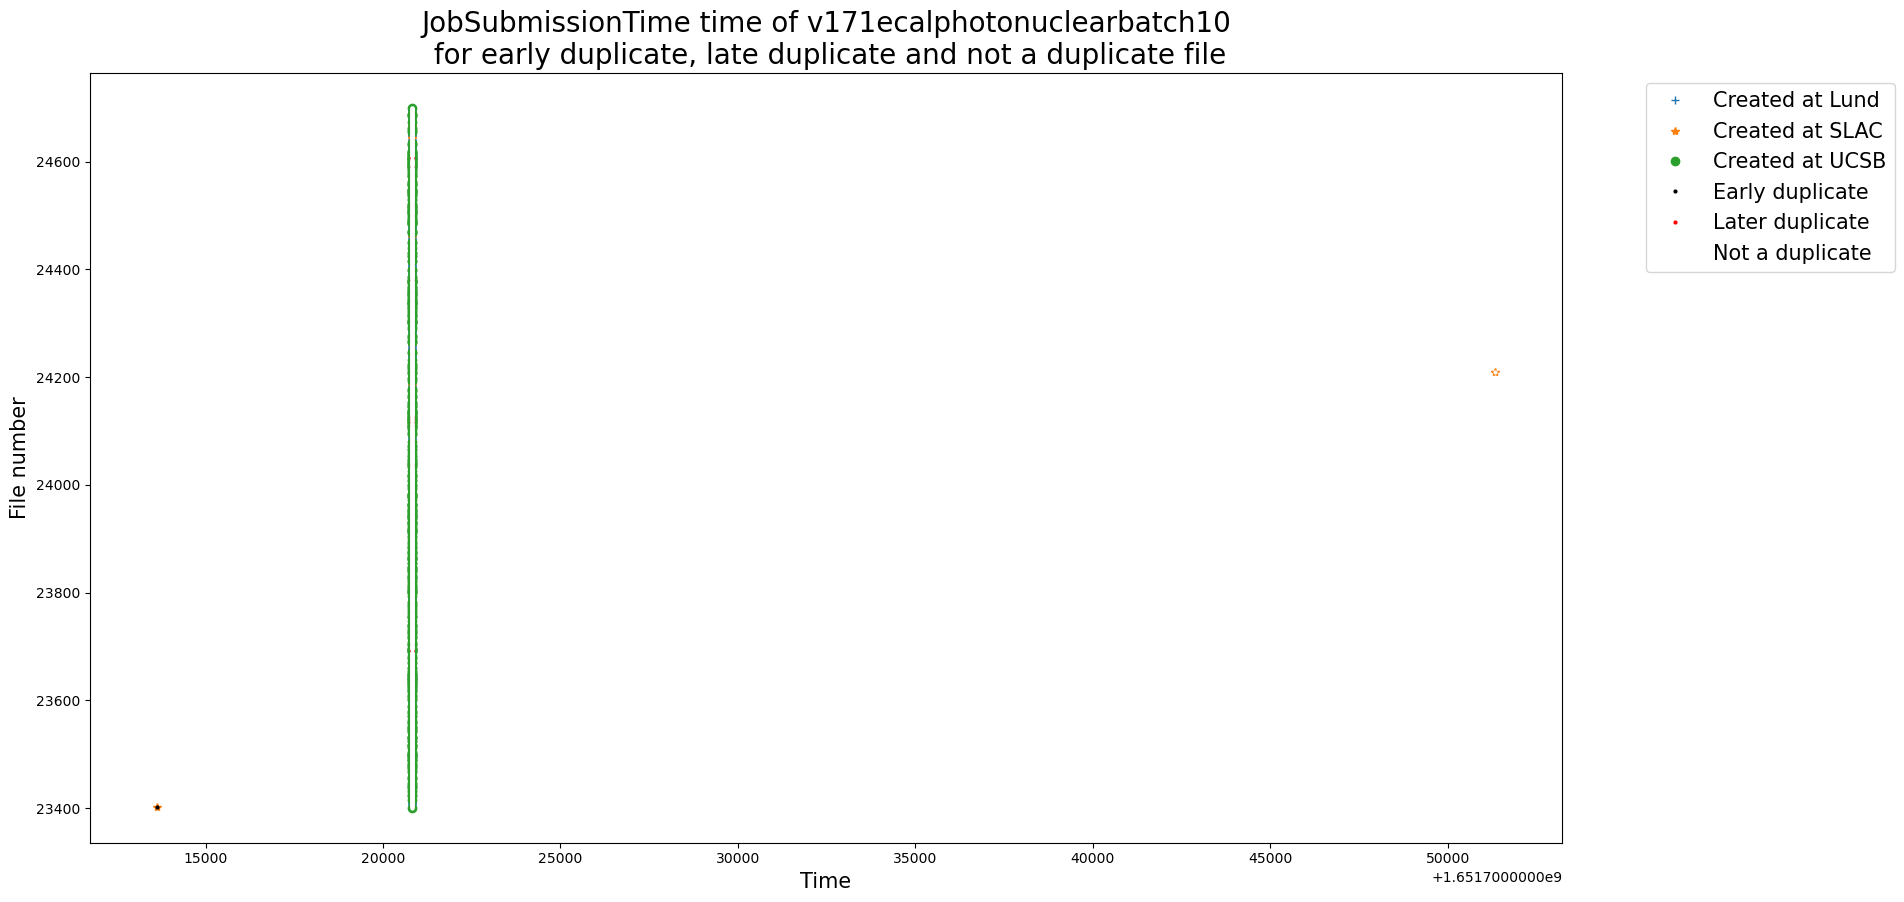 JobSubmissionTime time of v171ecalphotonuclearbatch10
for early duplicate, late duplicate and not a duplicate file
Created at Lund
Created at SLAC
Created at UCSB
Early duplicate
Later duplicate
Not a duplicate
File number
24600
24400
24200
24000
23800
23600
23400
15000 20000 25000 30000 35000 40000 45000 50000
+1.6517000000e9
Time